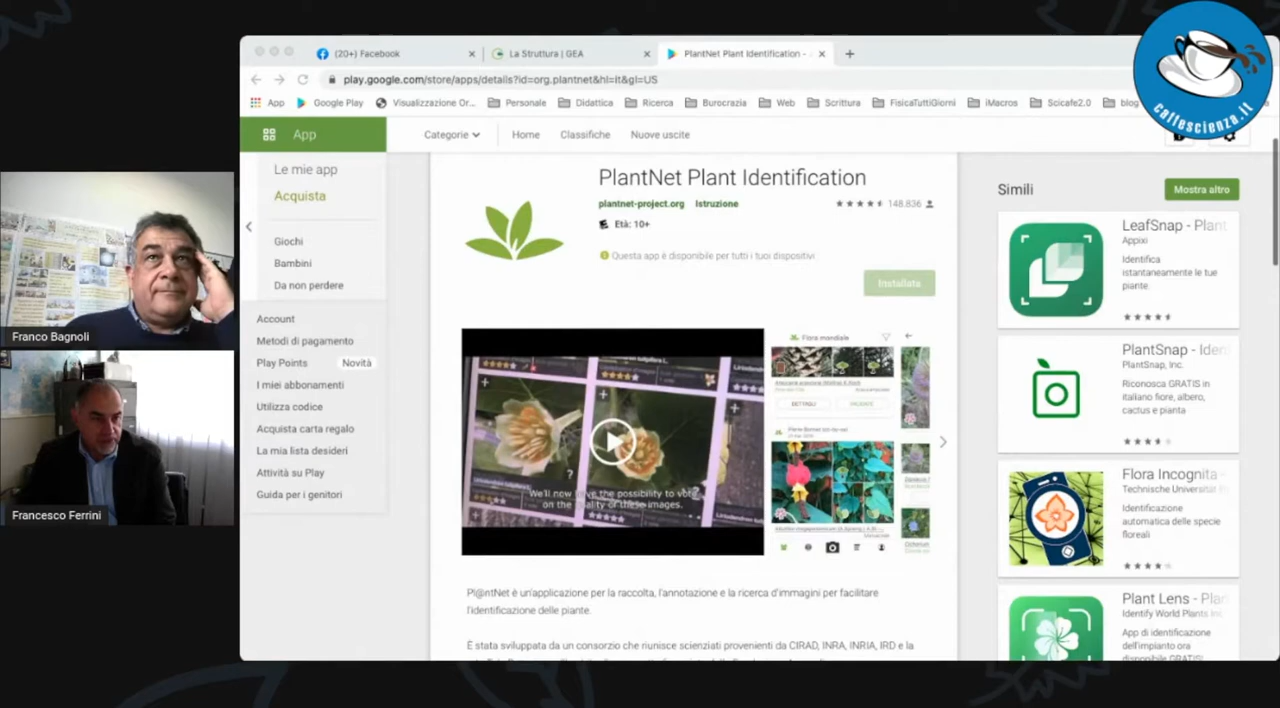 (20+) Facebook
La Struttura | GEA
PlantNet Plant Identification -
play.google.com/store/apps/details?id=org.plantnet&hl=it&gl=US
App
Google Play
Visualizzazione Or...
Personale
Didattica
Ricerca
Burocrazia
Web
Scrittura
FisicaTuttiGiorni
iMacros
Scicafe2.0
blog
caffescienza.it
App
Categorie
Home
Classifiche
Nuove uscite
Le mie app
Acquista
Giochi
Bambini
Da non perdere
Account
Metodi di pagamento
Play Points
Novità
I miei abbonamenti
Utilizza codice
Acquista carta regalo
La mia lista desideri
Attività su Play
Guida per i genitori
Franco Bagnoli
Francesco Ferrini
PlantNet Plant Identification
plantnet-project.org
Istruzione
148.836
Età: 10+
Questa app è disponibile per tutti i tuoi dispositivi
Installata
We'll now have the possibility to vote
on the quality of these images.
Flora mondiale
DETTAGLI
Pl@ntNet è un'applicazione per la raccolta, l'annotazione e la ricerca d'immagini per facilitare
l'identificazione delle piante.
È stata sviluppata da un consorzio che riunisce scienziati provenienti da CIRAD, INRA, INRIA, IRD e la
Simili
Mostra altro
LeafSnap - Plant
Appixi
Identifica
istantaneamente le tue
piante.
PlantSnap - Iden
PlantSnap, Inc.
Riconosca GRATIS in
italiano fiore, albero,
cactus e pianta
Flora Incognita -
Technische Universität
Identificazione
automatica delle specie
floreali
Plant Lens - Plan
Identify World Plants Inc.
App di identificazione
dell'impianto ora
disponibile GRATIS!